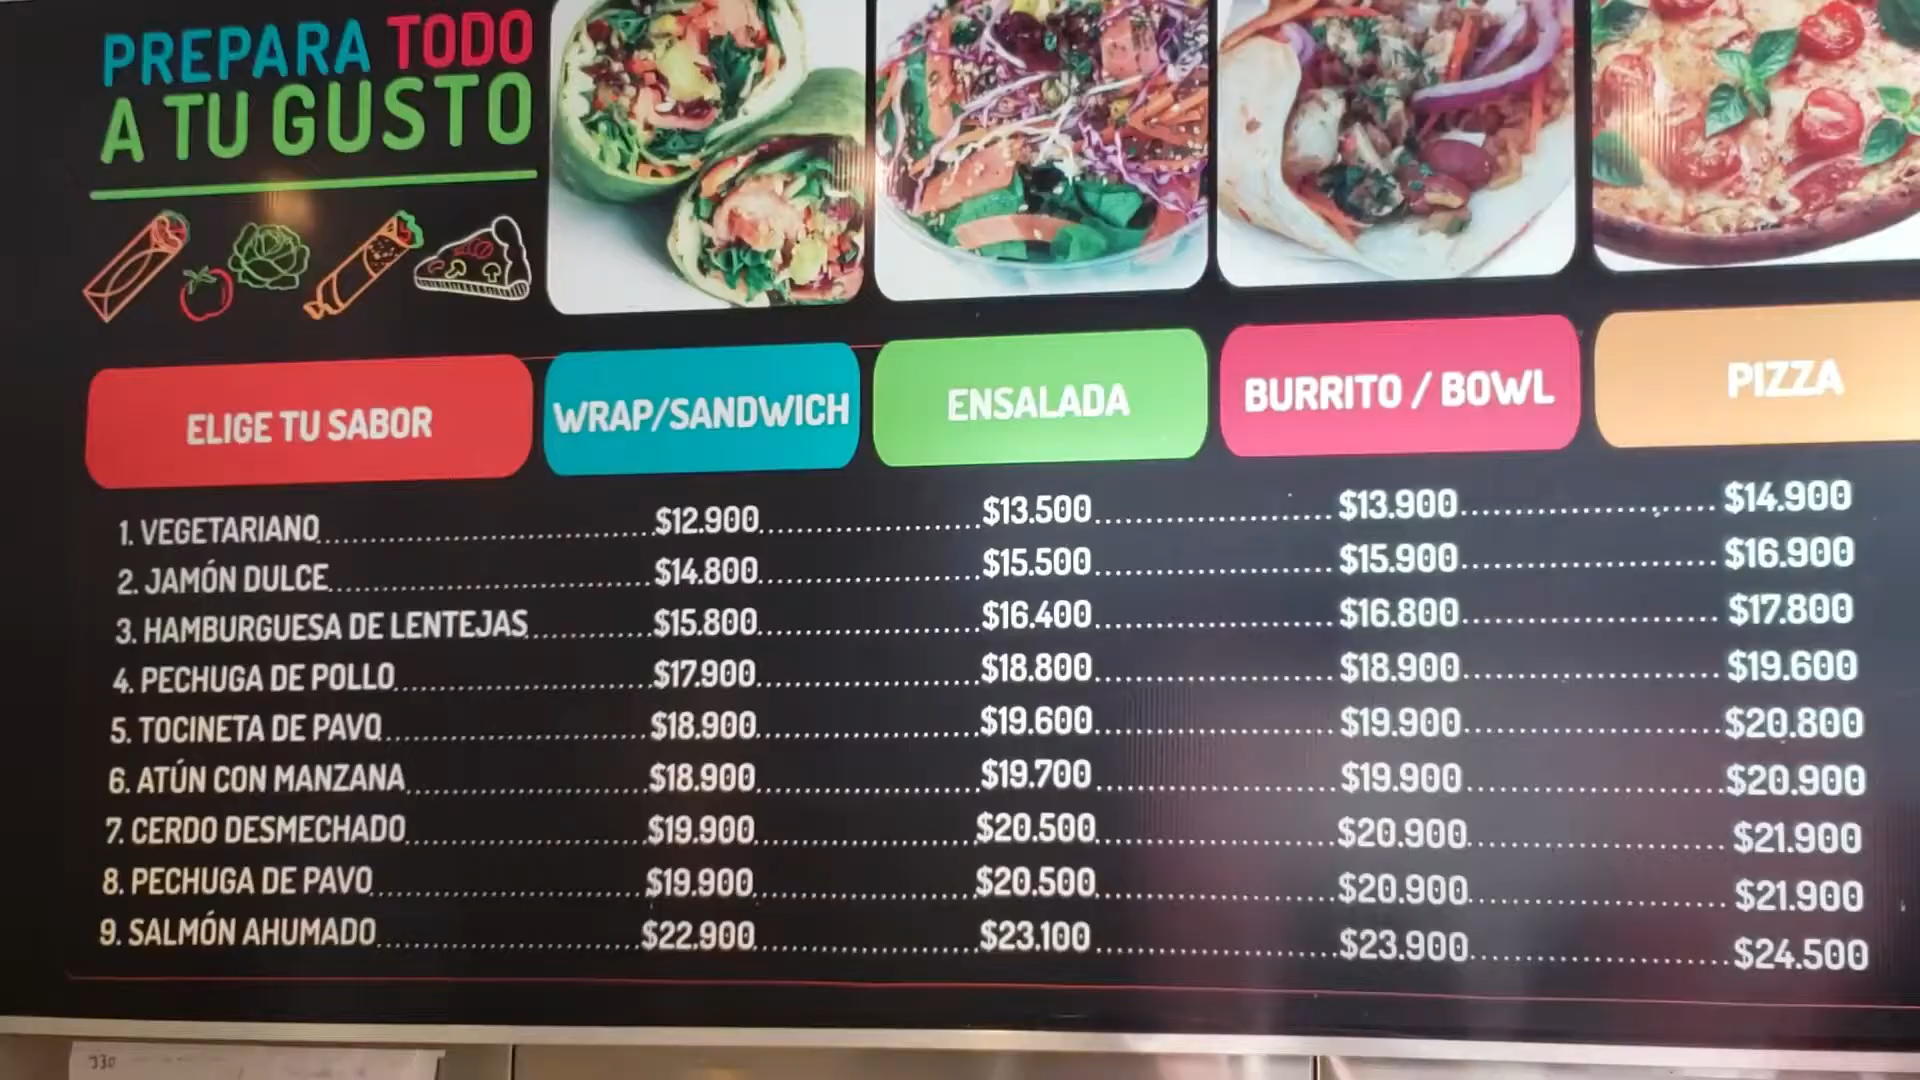 PREPARA TODO
A TU GUSTO
ELIGE TU SABOR WRAP/SANDWICH ENSALADA BURRITO / BOWL PIZZA
1. VEGETARIANO $12.900 $13.500 $13.900 $14.900
2. JAMÓN DULCE $14.800 $15.500 $15.900 $16.900
3. HAMBURGUESA DE LENTEJAS $15.800 $16.400 $16.800 $17.800
4. PECHUGA DE POLLO $17.900 $18.800 $18.900 $19.600
5. TOCINETA DE PAVO $18.900 $19.600 $19.900 $20.800
6. ATÚN CON MANZANA $18.900 $19.700 $19.900 $20.900
7. CERDO DESMECHADO $19.900 $20.500 $20.900 $21.900
8. PECHUGA DE PAVO $19.900 $20.500 $20.900 $21.900
9. SALMÓN AHUMADO $22.900 $23.100 $23.900 $24.500